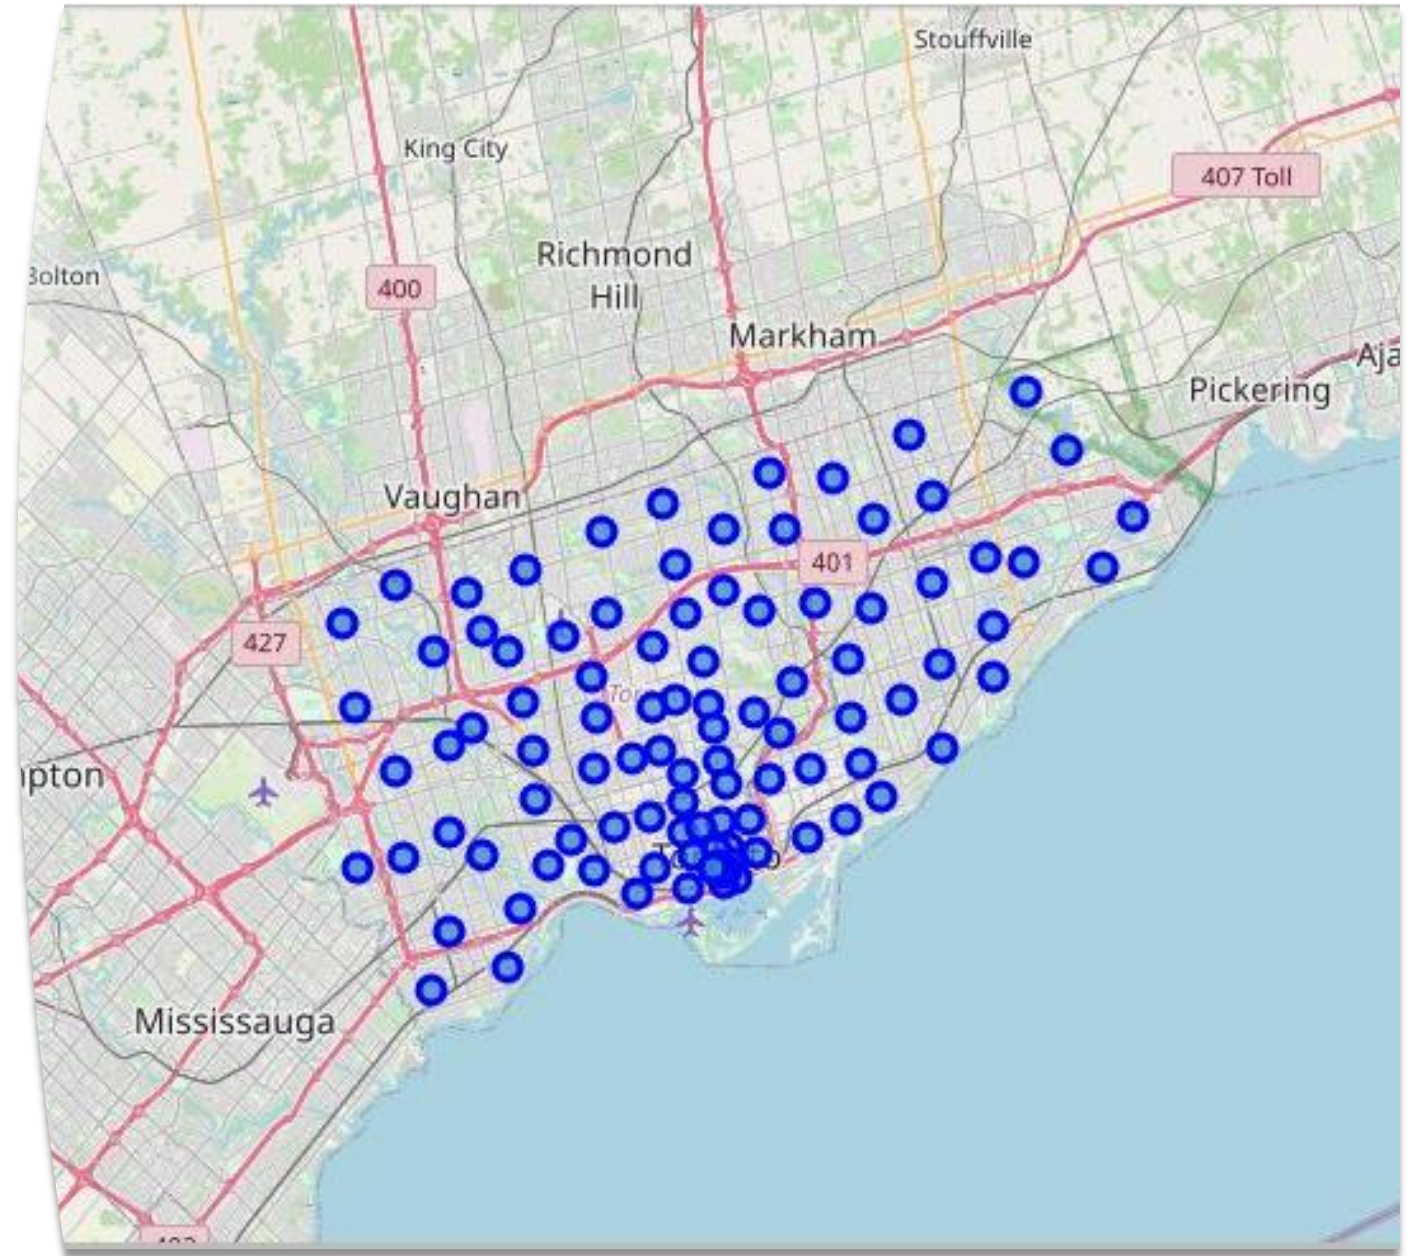 Stouffville
King City
407 Toll
Richmond
Hill
Bolton
400
Markham
Aja
Pickering
Vaughan
401
427
pton
Mississauga